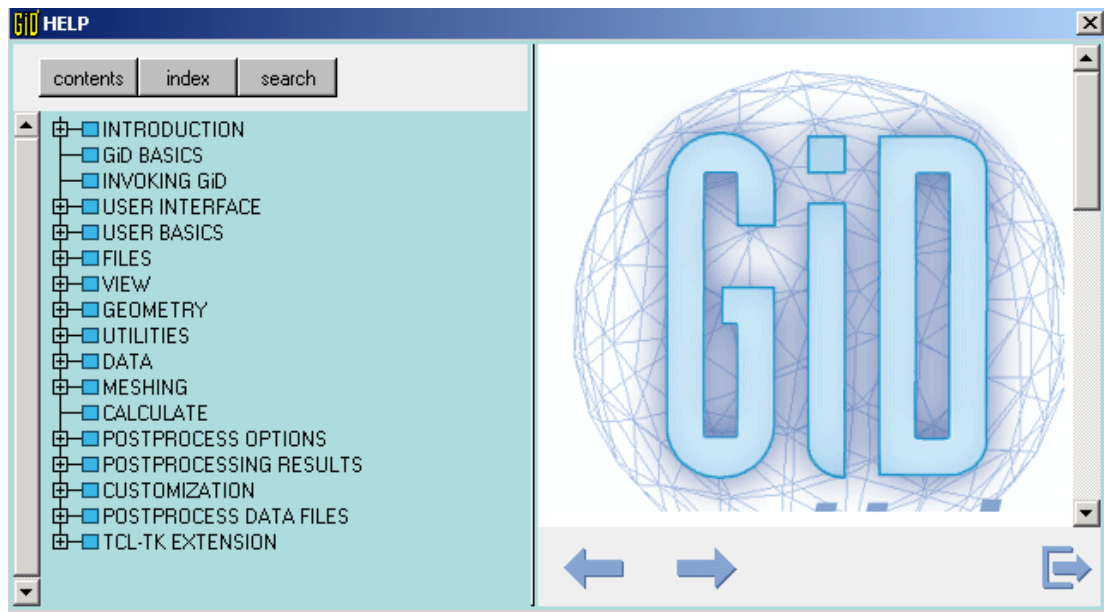 GiD HELP
contents index search
INTRODUCTION
GiD BASICS
INVOKING GiD
USER INTERFACE
USER BASICS
FILES
VIEW
GEOMETRY
UTILITIES
DATA
MESHING
CALCULATE
POSTPROCESS OPTIONS
POSTPROCESSING RESULTS
CUSTOMIZATION
POSTPROCESS DATA FILES
TCL-TK EXTENSION
GiD